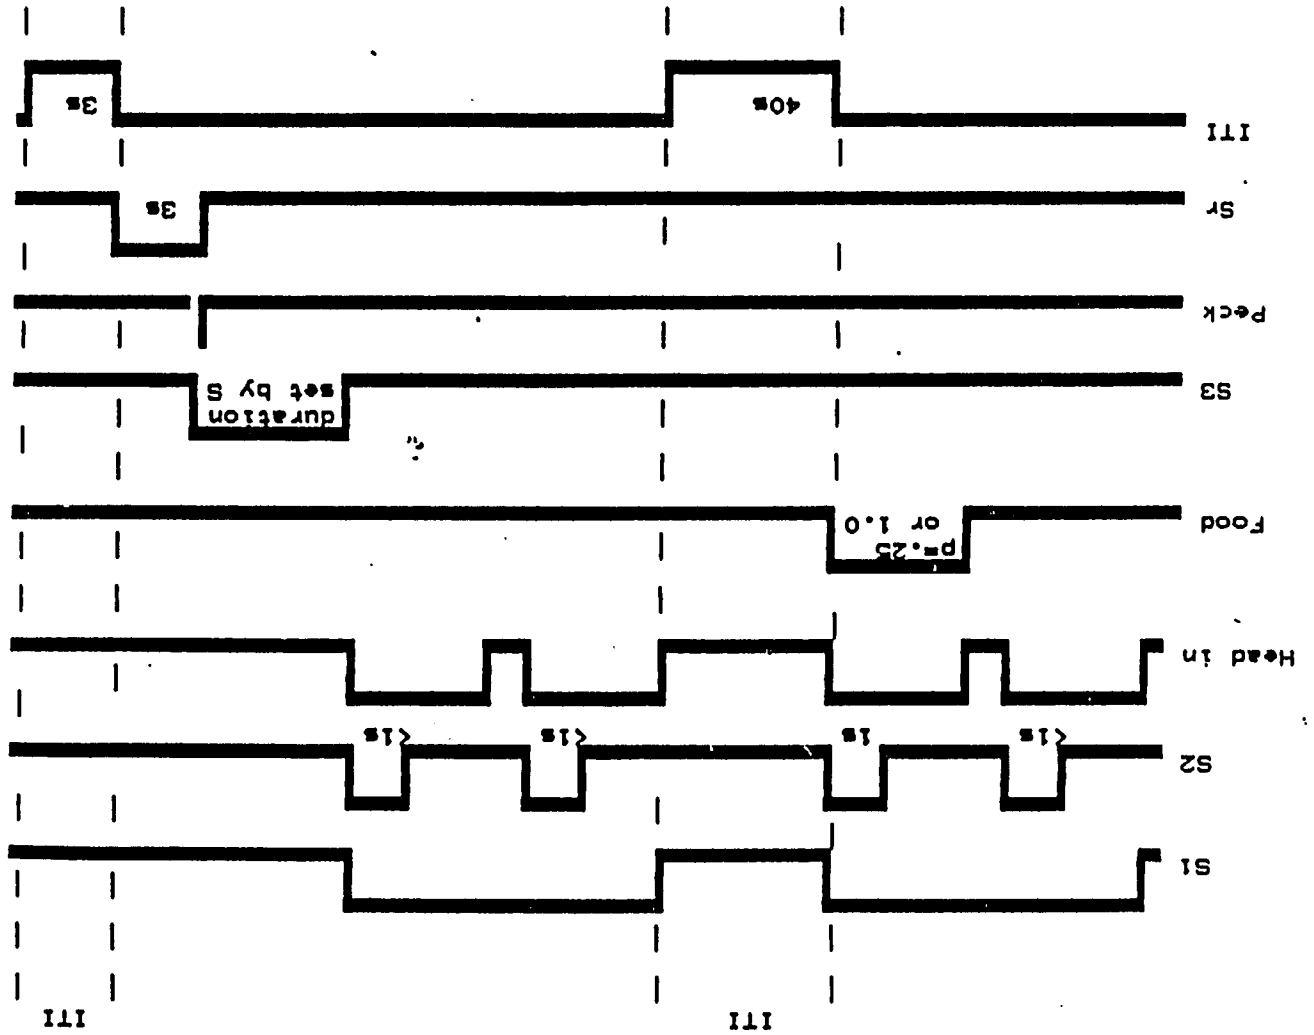 ITI
ITI
S1
S2
<1s
1s
<1s
<1s
Head in
Food
p=.25
or 1.0
S3
duration
set by S
Peck
Sr
3s
ITI
40s
3s